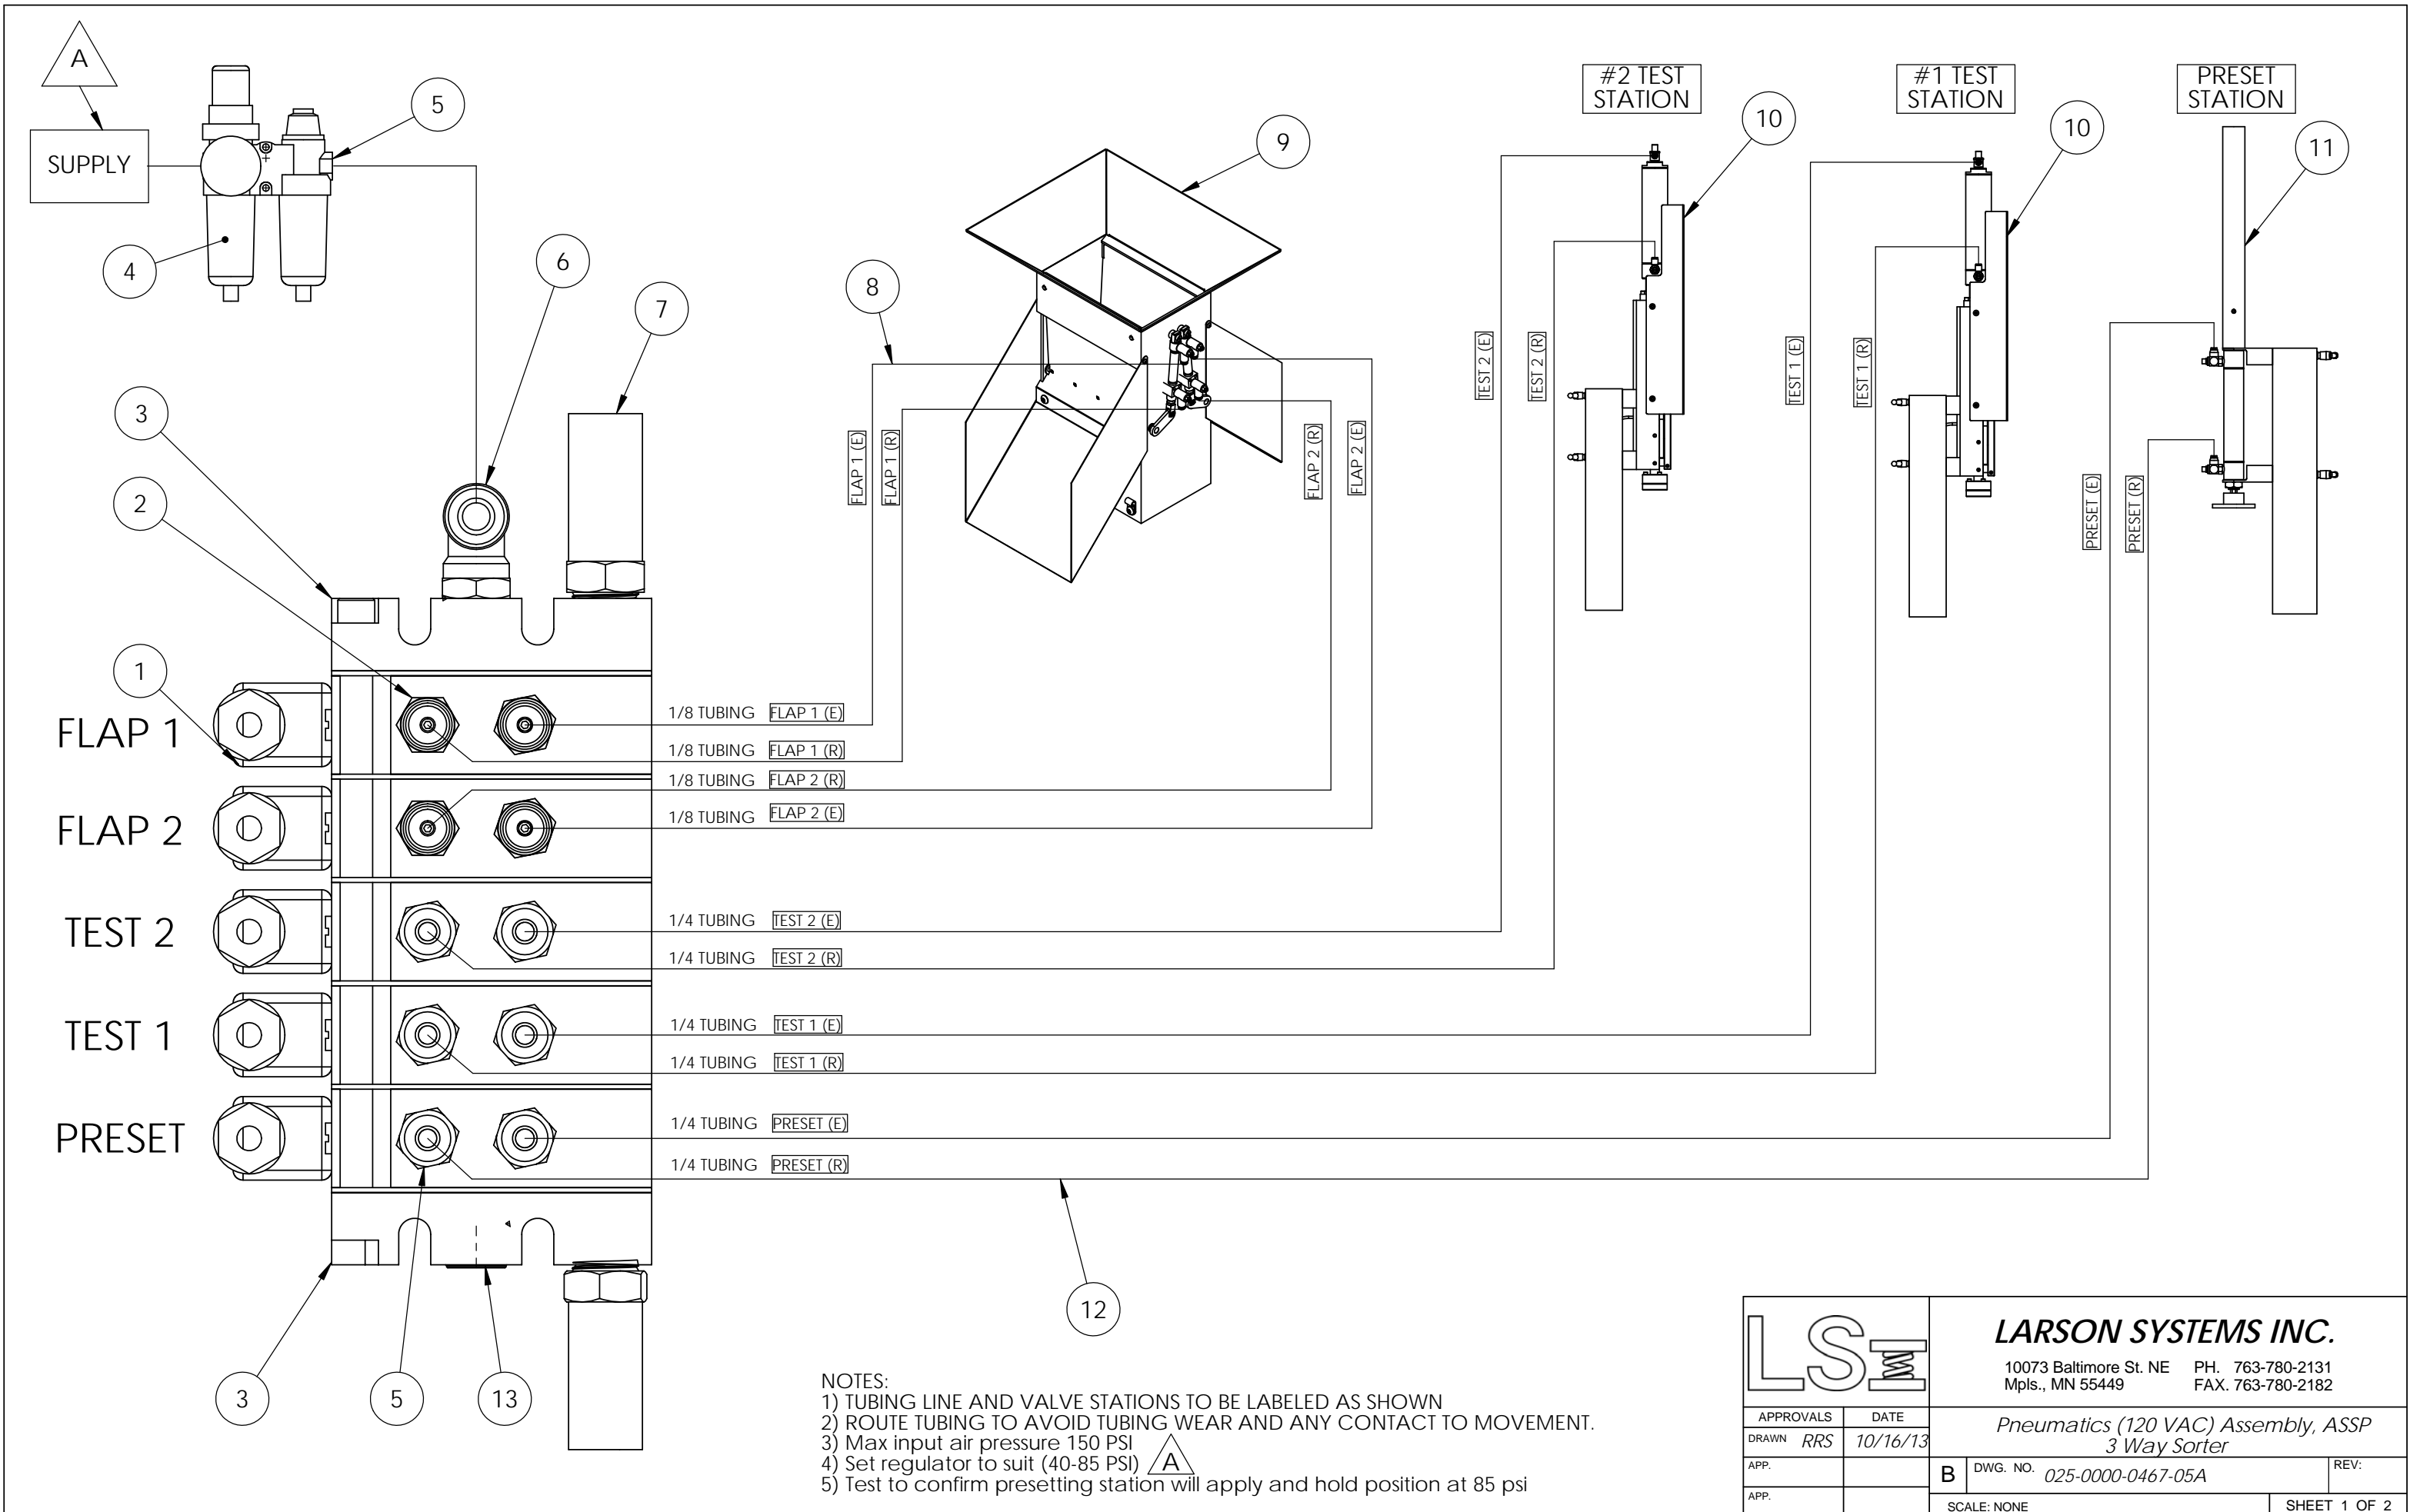 A
SUPPLY
5
4
6
7
3
2
1
8
9
#2 TEST
STATION
10
#1 TEST
STATION
10
PRESET
STATION
11
FLAP 1 (E)
FLAP 1 (R)
FLAP 2 (R)
FLAP 2 (E)
TEST 2 (E)
TEST 2 (R)
TEST 1 (E)
TEST 1 (R)
PRESET (E)
PRESET (R)
FLAP 1
1/8 TUBING FLAP 1 (E)
1/8 TUBING FLAP 1 (R)
FLAP 2
1/8 TUBING FLAP 2 (R)
1/8 TUBING FLAP 2 (E)
TEST 2
1/4 TUBING TEST 2 (E)
1/4 TUBING TEST 2 (R)
TEST 1
1/4 TUBING TEST 1 (E)
1/4 TUBING TEST 1 (R)
PRESET
1/4 TUBING PRESET (E)
1/4 TUBING PRESET (R)
3
5
13
12
NOTES:
1) TUBING LINE AND VALVE STATIONS TO BE LABELED AS SHOWN
2) ROUTE TUBING TO AVOID TUBING WEAR AND ANY CONTACT TO MOVEMENT.
3) Max input air pressure 150 PSI
4) Set regulator to suit (40-85 PSI) A
5) Test to confirm presetting station will apply and hold position at 85 psi
LSI
LARSON SYSTEMS INC.
10073 Baltimore St. NE PH. 763-780-2131
Mpls., MN 55449 FAX. 763-780-2182
APPROVALS DATE
DRAWN RRS 10/16/13
APP.
APP.
Pneumatics (120 VAC) Assembly, ASSP
3 Way Sorter
B DWG. NO. 025-0000-0467-05A REV:
SCALE: NONE SHEET 1 OF 2